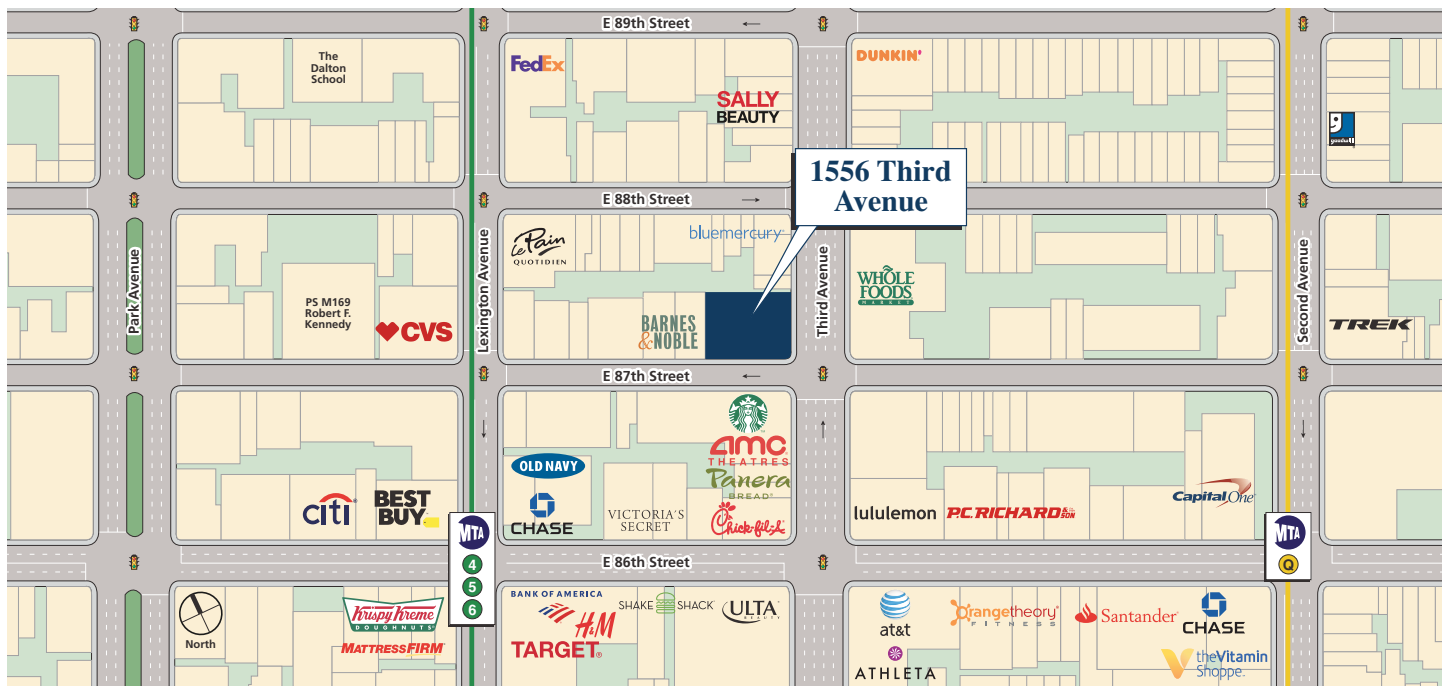 E 89th Street
The
Dalton
School
FedEx
SALLY
BEAUTY
DUNKIN'
goodwill
1556 Third
Avenue
E 88th Street
Park Avenue
Lexington Avenue
Third Avenue
Second Avenue
le Pain
QUOTIDIEN
bluemercury
WHOLE
FOODS
MARKET
PS M169
Robert F.
Kennedy
CVS
BARNES
&NOBLE
TREK
E 87th Street
AMC
THEATRES
Panera
BREAD®
Chick-fil-A
OLD NAVY
CHASE
VICTORIA'S
SECRET
citi®
BEST
BUY
lululemon
P.C. RICHARD & SON
Capital One®
MTA
4
5
6
MTA
Q
E 86th Street
North
Krispy Kreme
DOUGHNUTS
MATTRESSFIRM
BANK OF AMERICA
H&M
TARGET®
SHAKE SHACK
ULTA
BEAUTY
at&t
ATHLETA
Orangetheory®
FITNESS
Santander®
CHASE
theVitamin
Shoppe.